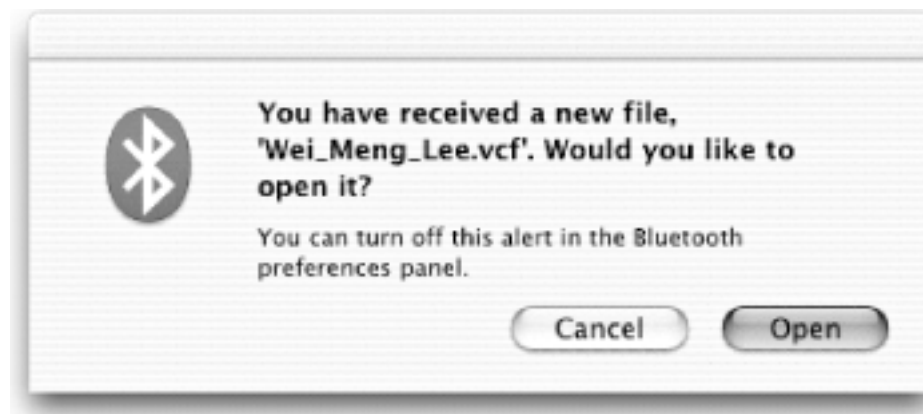 You have received a new file,
'Wei_Meng_Lee.vcf'. Would you like to
open it?
You can turn off this alert in the Bluetooth
preferences panel.
Cancel
Open